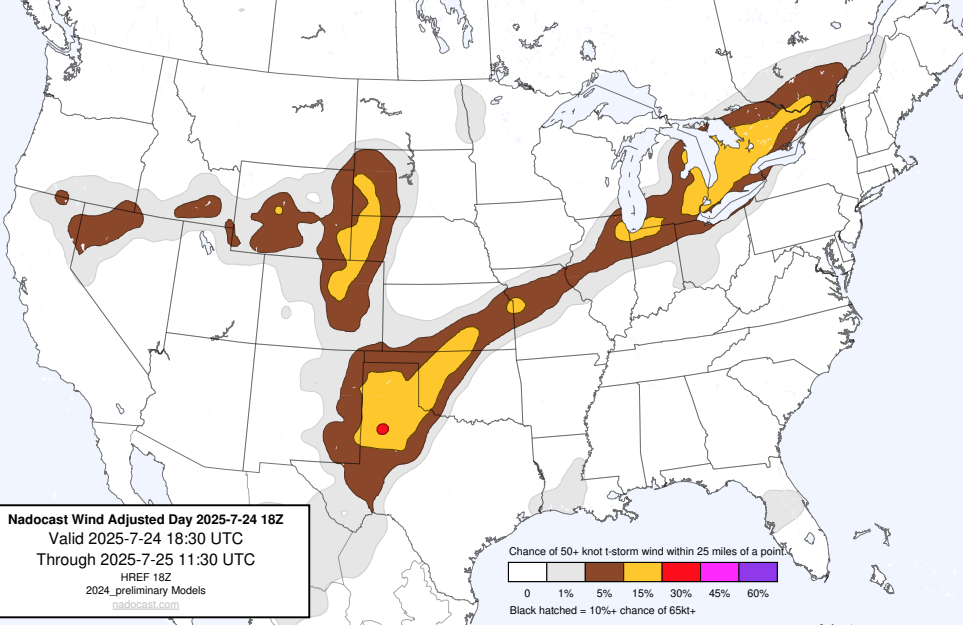 Nadocast Wind Adjusted Day 2025-7-24 18Z
Valid 2025-7-24 18:30 UTC
Through 2025-7-25 11:30 UTC
HREF 18Z
2024_preliminary Models
nadocast.com
Chance of 50+ knot t-storm wind within 25 miles of a point.
0 1% 5% 15% 30% 45% 60%
Black hatched = 10%+ chance of 65kt+